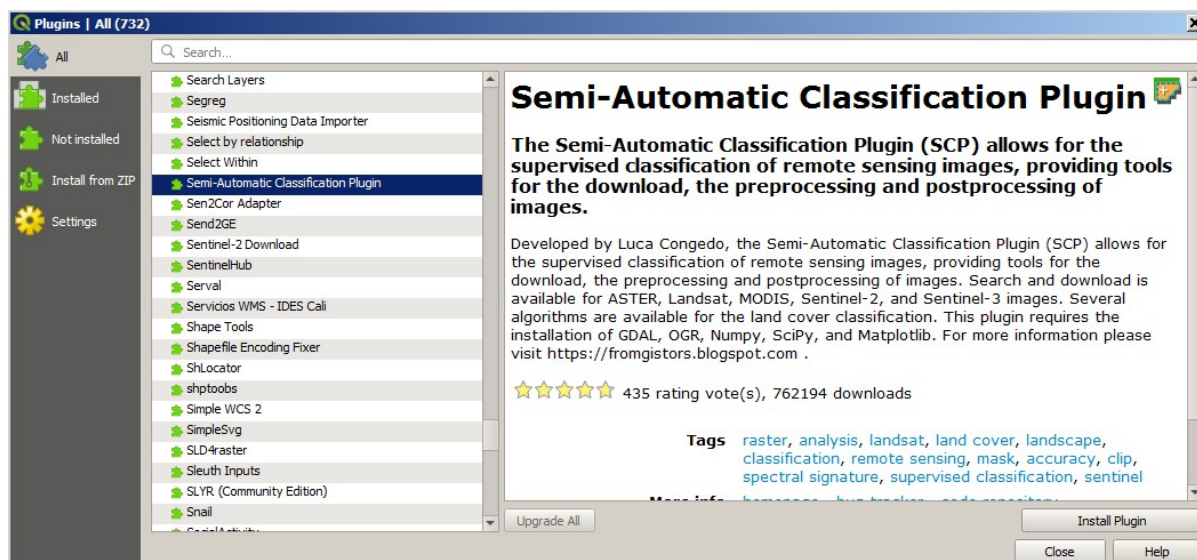 Plugins | All (732)
All
Search...
Installed
Not installed
Install from ZIP
Settings
Search Layers
Segreg
Seismic Positioning Data Importer
Select by relationship
Select Within
Semi-Automatic Classification Plugin
Sen2Cor Adapter
Send2GE
Sentinel-2 Download
SentinelHub
Serval
Servicios WMS - IDES Cali
Shape Tools
Shapefile Encoding Fixer
ShLocator
shptoobs
Simple WCS 2
SimpleSvg
SLD4raster
Sleuth Inputs
SLYR (Community Edition)
Snail
SocialActivity
Semi-Automatic Classification Plugin
The Semi-Automatic Classification Plugin (SCP) allows for the
supervised classification of remote sensing images, providing tools
for the download, the preprocessing and postprocessing of
images.
Developed by Luca Congedo, the Semi-Automatic Classification Plugin (SCP) allows for
the supervised classification of remote sensing images, providing tools for the
download, the preprocessing and postprocessing of images. Search and download is
available for ASTER, Landsat, MODIS, Sentinel-2, and Sentinel-3 images. Several
algorithms are available for the land cover classification. This plugin requires the
installation of GDAL, OGR, Numpy, SciPy, and Matplotlib. For more information please
visit https://fromgistors.blogspot.com .
435 rating vote(s), 762194 downloads
Tags raster, analysis, landsat, land cover, landscape,
classification, remote sensing, mask, accuracy, clip,
spectral signature, supervised classification, sentinel
More info homepage bug tracker code repository
Upgrade All
Install Plugin
Close
Help